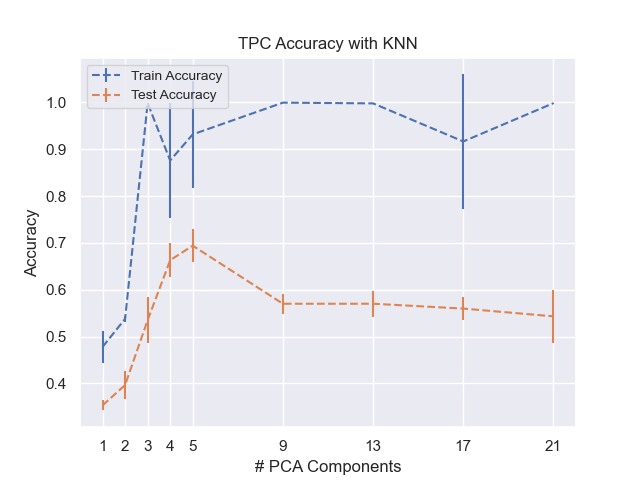 TPC Accuracy with KNN
Train Accuracy
Test Accuracy
1.0
0.9
0.8
0.7
0.6
0.5
0.4
Accuracy
1 2 3 4 5 9 13 17 21
# PCA Components